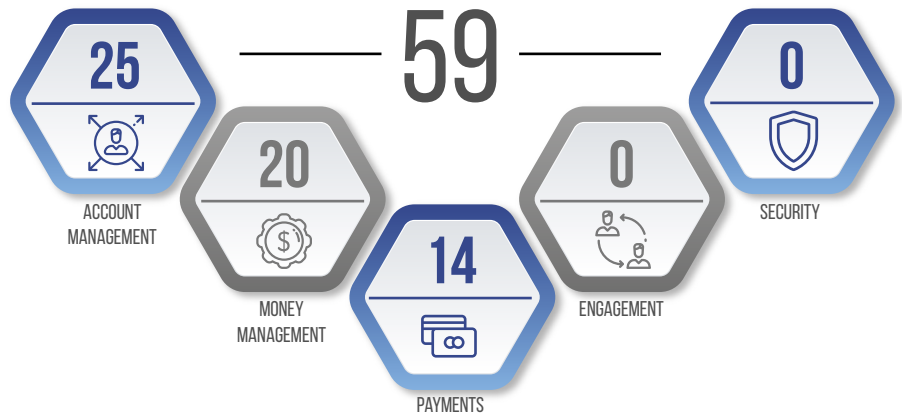 59
25
ACCOUNT
MANAGEMENT
20
$
MONEY
MANAGEMENT
14
PAYMENTS
0
ENGAGEMENT
0
SECURITY